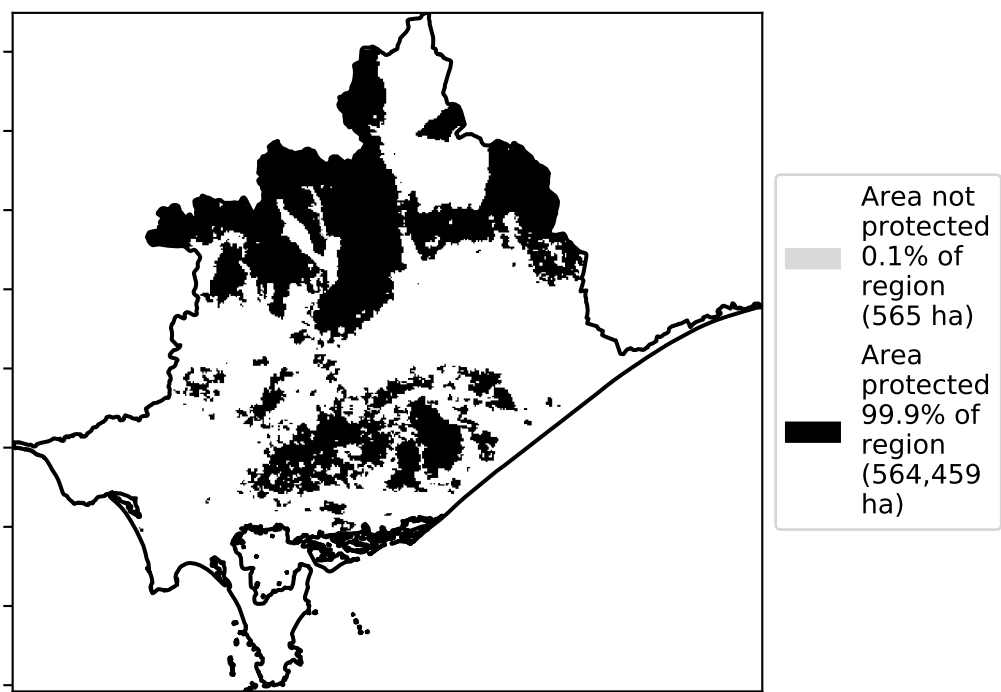 Area not
protected
0.1% of
region
(565 ha)
Area
protected
99.9% of
region
(564,459
ha)